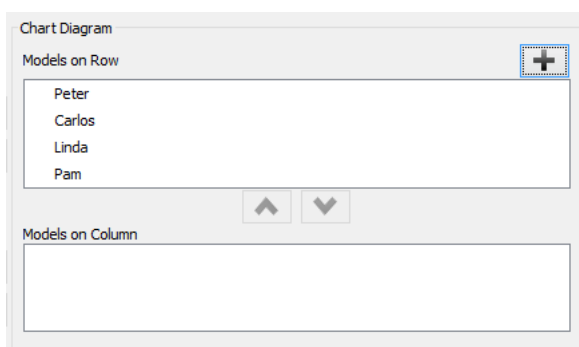 Chart Diagram
Models on Row
Peter
Carlos
Linda
Pam
Models on Column